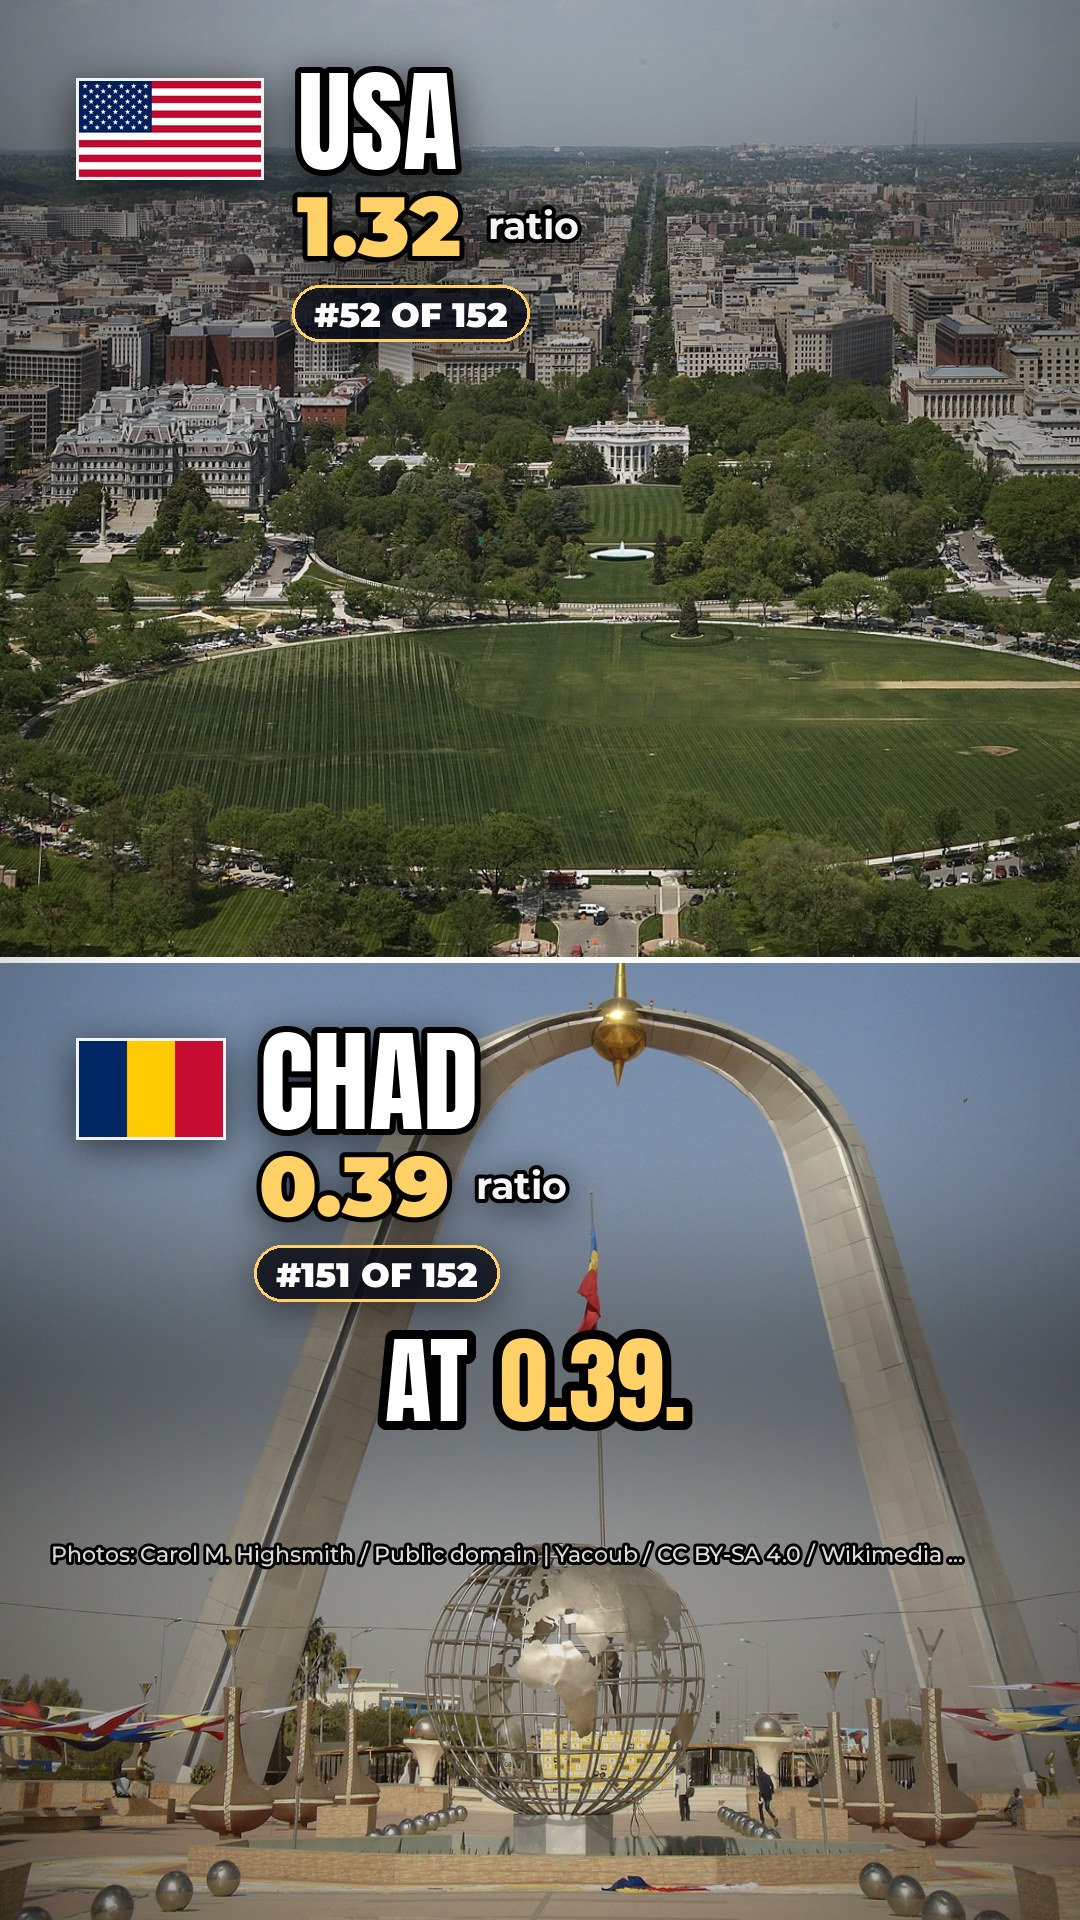 USA
1.32 ratio
#52 OF 152
CHAD
0.39 ratio
#151 OF 152
AT 0.39.
Photos: Carol M. Highsmith / Public domain | Yacoub / CC BY-SA 4.0 / Wikimedia ...